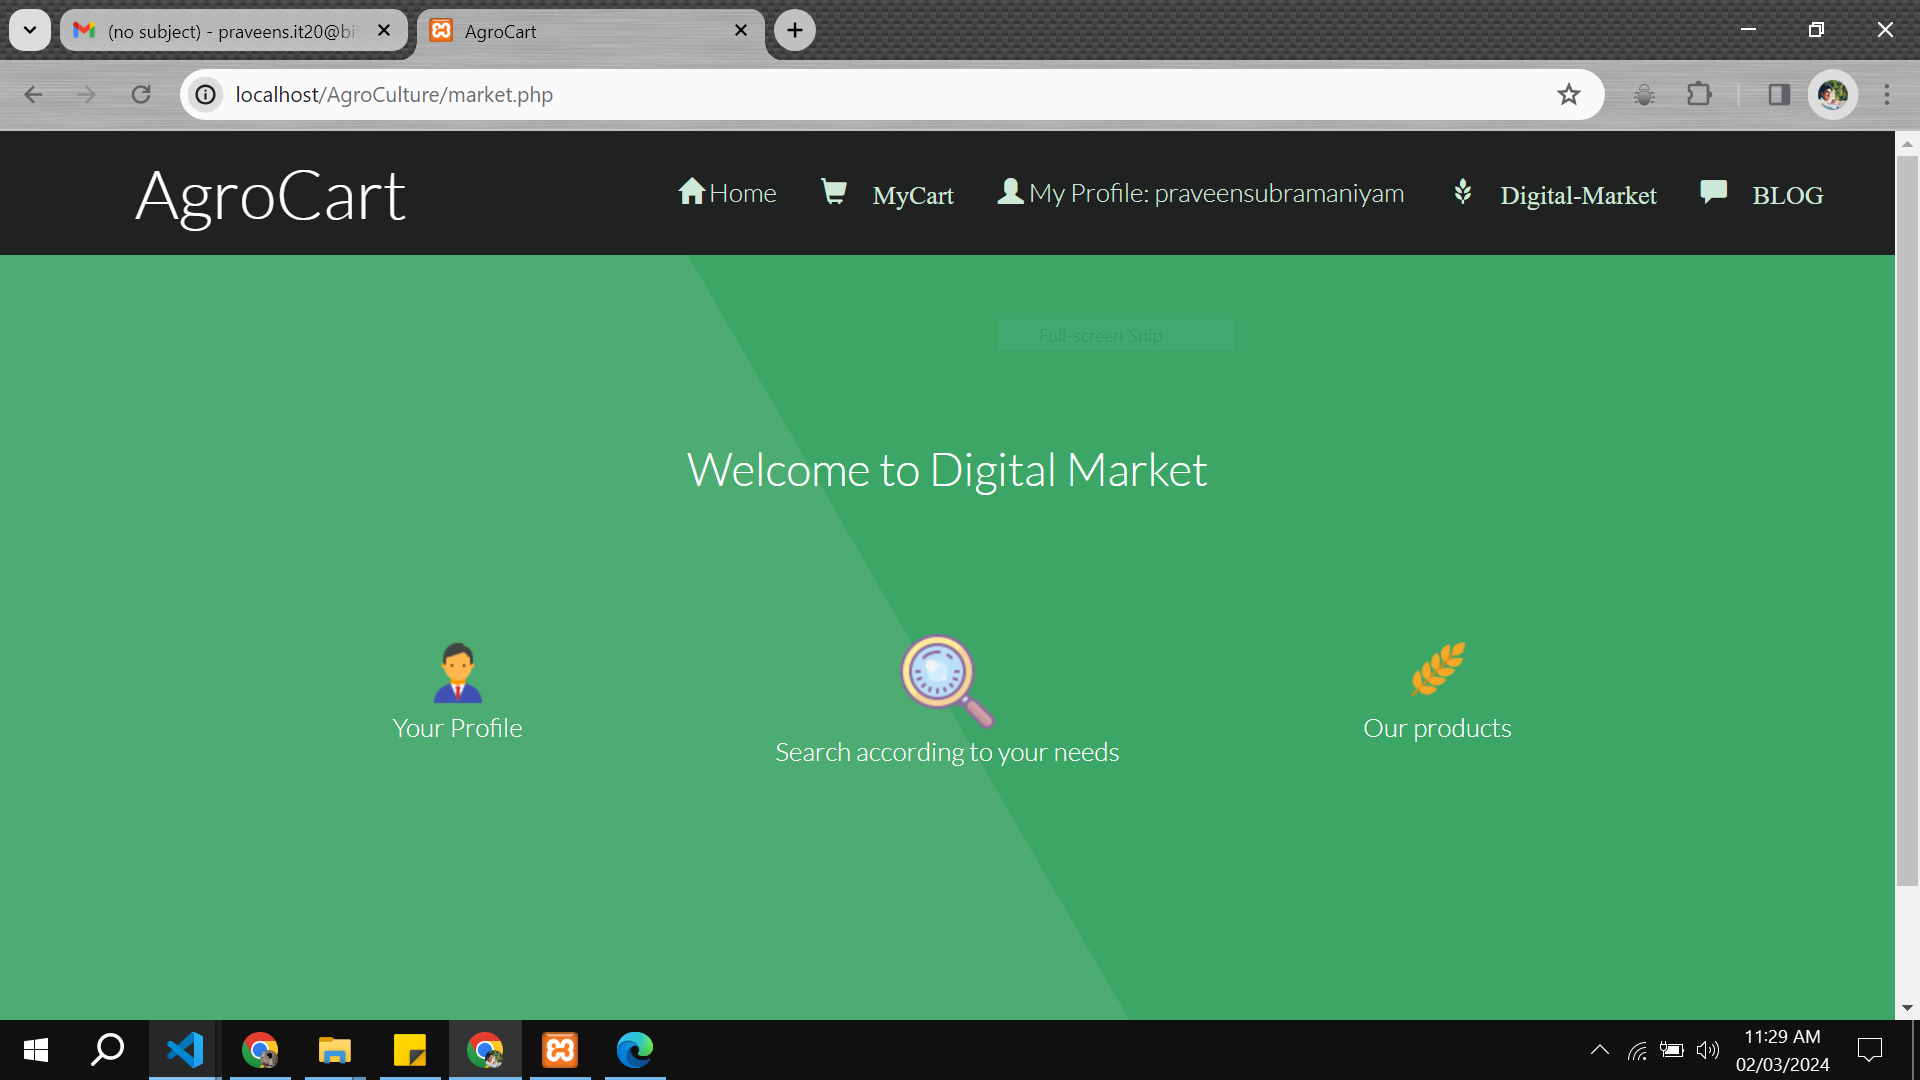 (no subject) - praveens.it20@bi
AgroCart
localhost/AgroCulture/market.php
AgroCart
Home
MyCart
My Profile: praveensubramaniyam
Digital-Market
BLOG
Full-screen Snip
Welcome to Digital Market
Your Profile
Search according to your needs
Our products
11:29 AM
02/03/2024